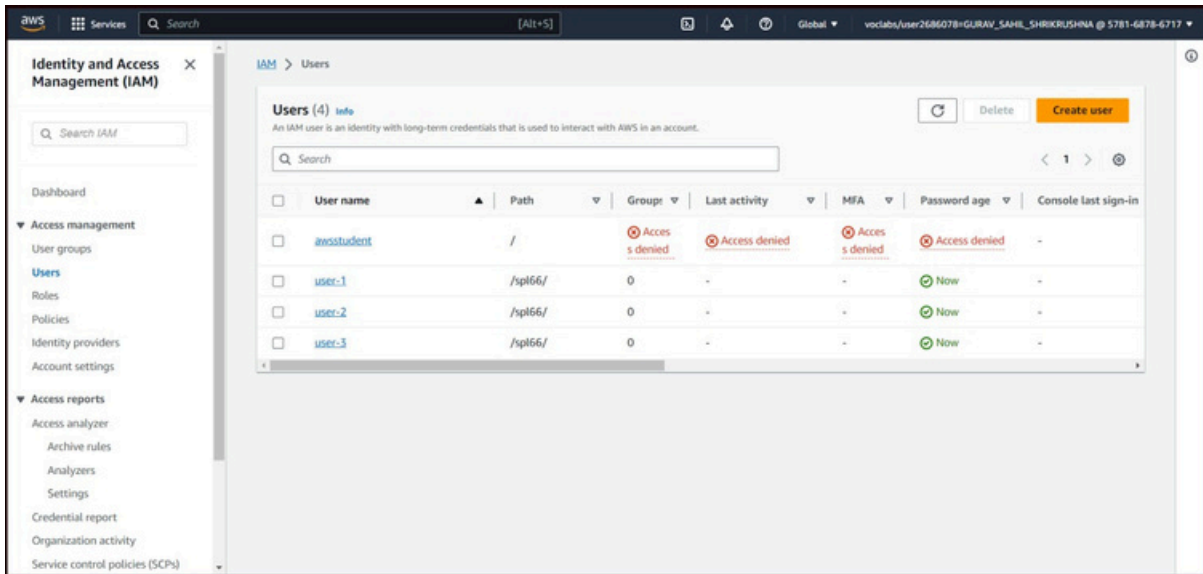 aws Services Search [Alt+S] Global voclabs/user2686078=GURAV_SAHIL_SHRIKRUSHNA @ 5781-6878-6717
Identity and Access
Management (IAM)
Search IAM
Dashboard
Access management
User groups
Users
Roles
Policies
Identity providers
Account settings
Access reports
Access analyzer
Archive rules
Analyzers
Settings
Credential report
Organization activity
Service control policies (SCPs)
IAM > Users
Users (4) Info
Delete Create user
An IAM user is an identity with long-term credentials that is used to interact with AWS in an account.
Search
< 1 >
User name Path Group: Last activity MFA Password age Console last sign-in
awsstudent / Acces Access denied Acces Access denied -
s denied s denied
user-1 /spl66/ 0 - - Now -
user-2 /spl66/ 0 - - Now -
user-3 /spl66/ 0 - - Now -